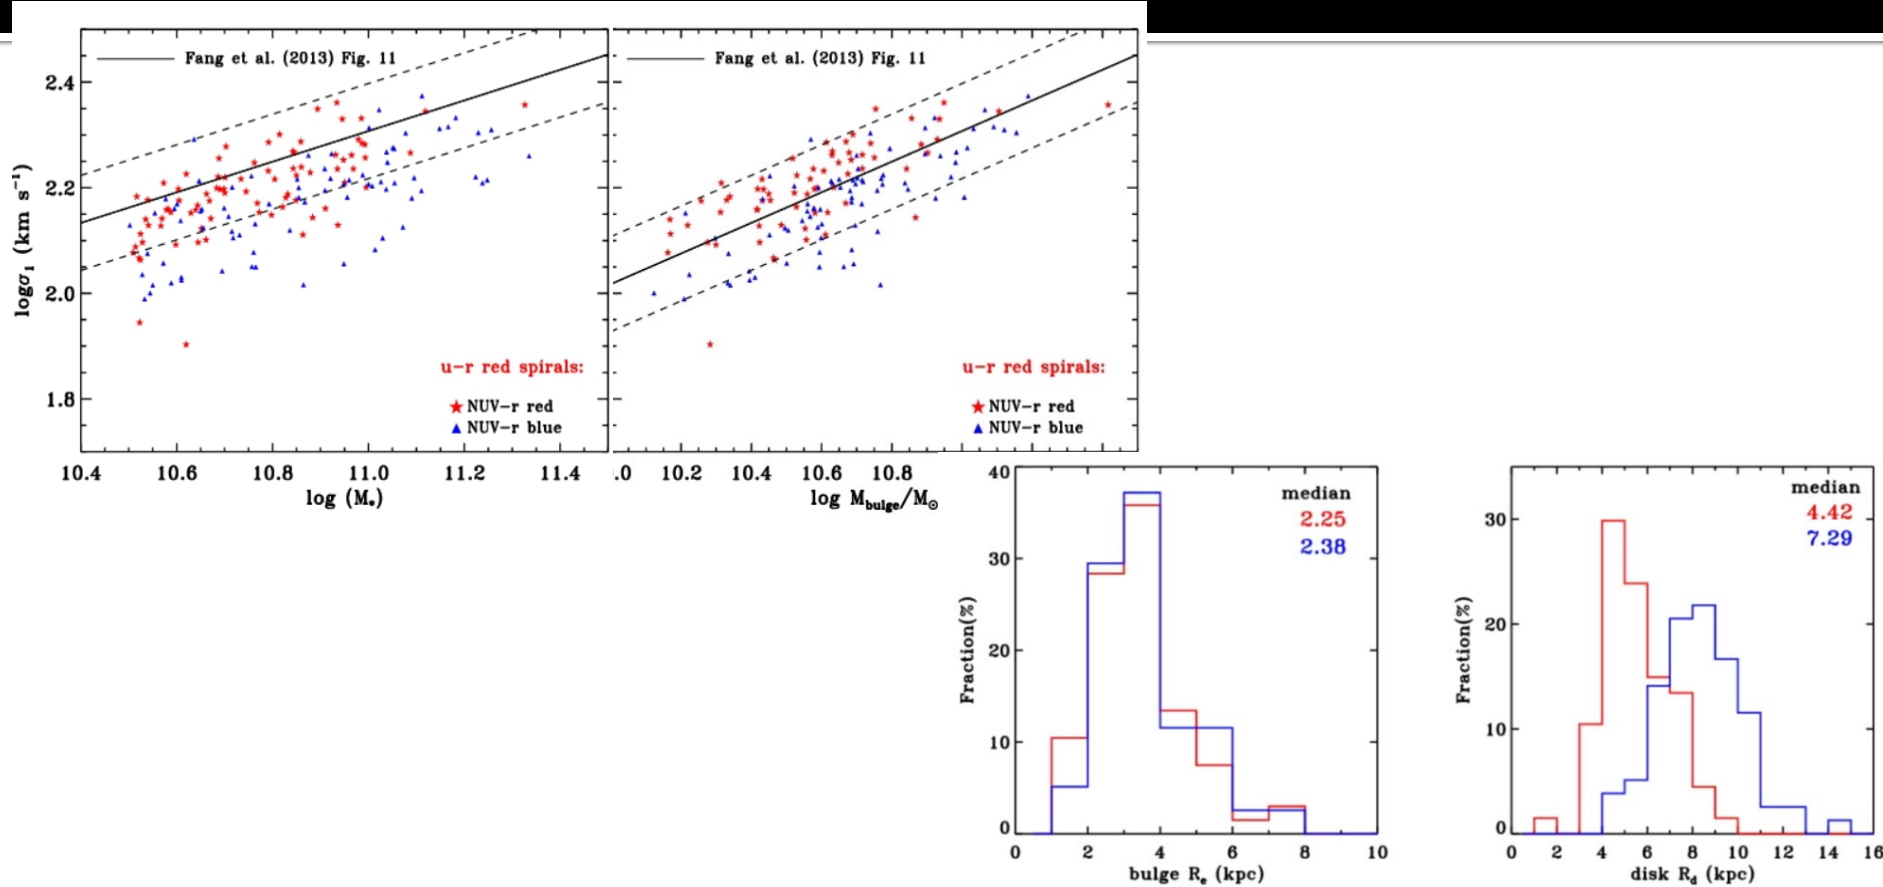 Fang et al. (2013) Fig. 11
2.4
2.2
2.0
1.8
logσ₁ (km s⁻¹)
u−r red spirals:
NUV−r red
NUV−r blue
10.4 10.6 10.8 11.0 11.2 11.4
log (M*)
Fang et al. (2013) Fig. 11
u−r red spirals:
NUV−r red
NUV−r blue
.0 10.2 10.4 10.6 10.8
log M_bulge/M_⊙
40
30
20
10
0
Fraction(%)
median
2.25
2.38
0 2 4 6 8 10
bulge Rₑ (kpc)
30
20
10
0
Fraction(%)
median
4.42
7.29
0 2 4 6 8 10 12 14 16
disk R_d (kpc)